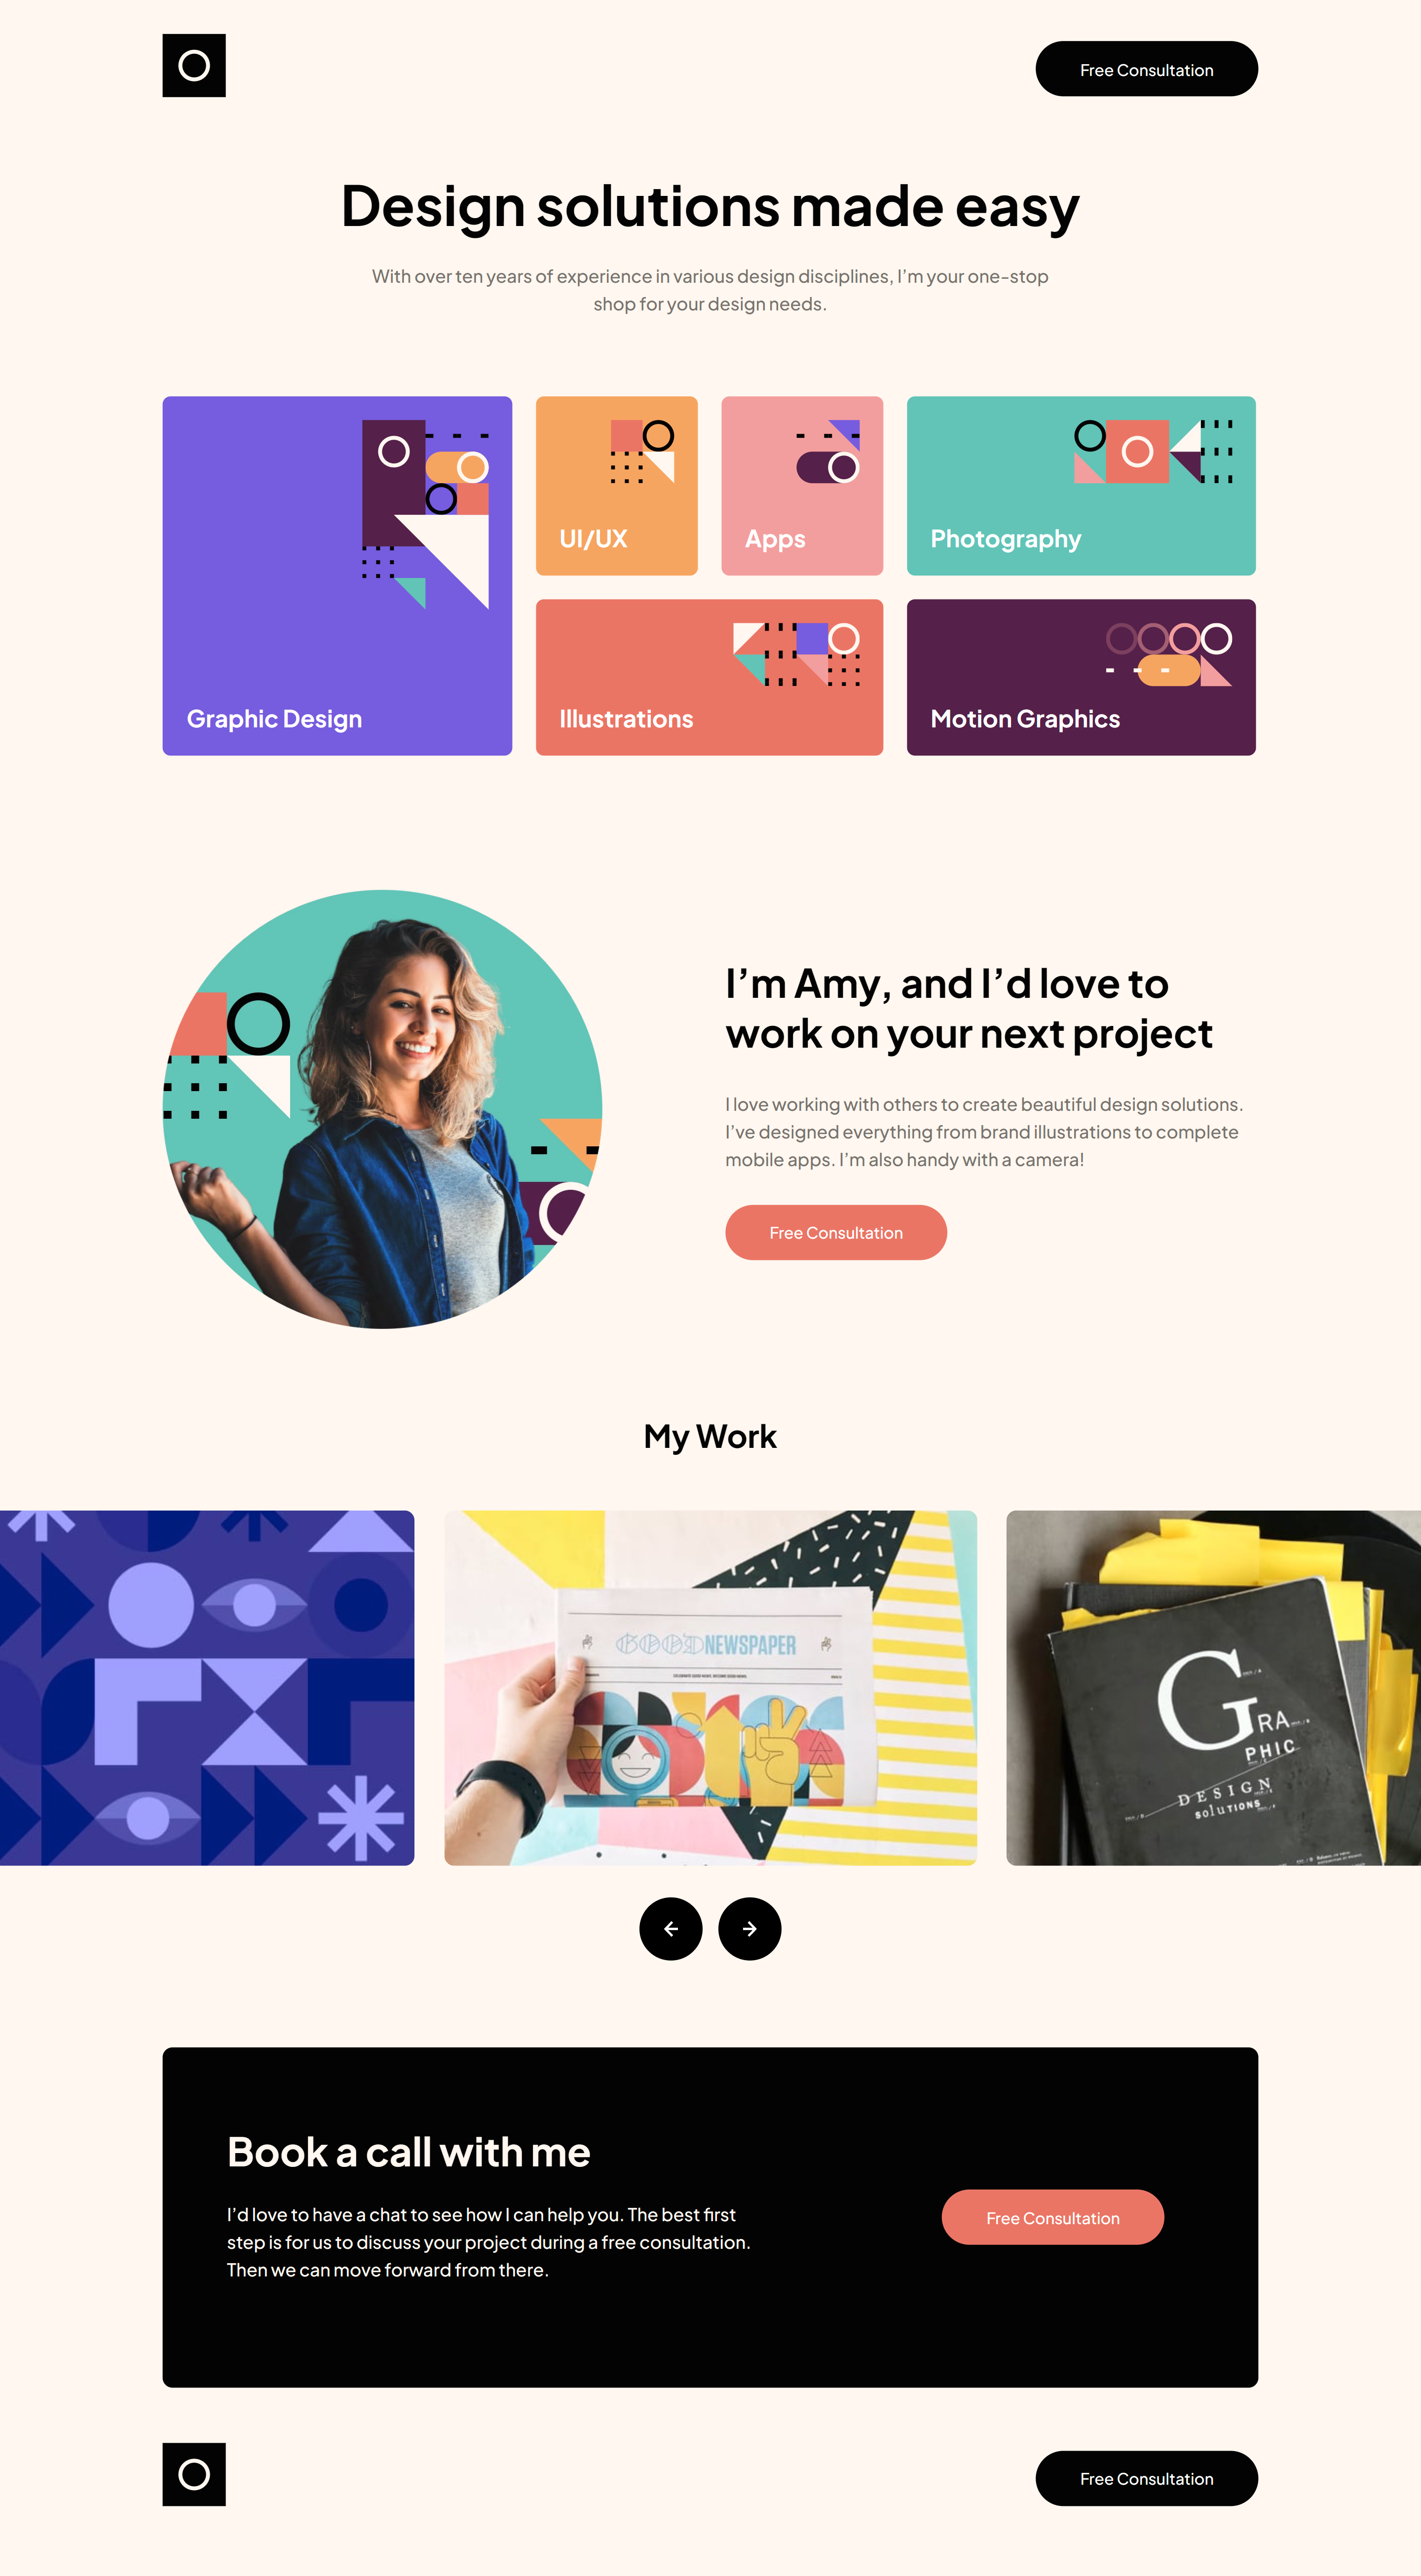 Free Consultation
Design solutions made easy
With over ten years of experience in various design disciplines, I’m your one-stop
shop for your design needs.
Graphic Design
UI/UX
Apps
Photography
Illustrations
Motion Graphics
I’m Amy, and I’d love to
work on your next project
I love working with others to create beautiful design solutions.
I’ve designed everything from brand illustrations to complete
mobile apps. I’m also handy with a camera!
Free Consultation
My Work
GOOD NEWSPAPER
GRA
PHIC
DESIGN
SOLUTIONS
Book a call with me
I’d love to have a chat to see how I can help you. The best first
step is for us to discuss your project during a free consultation.
Then we can move forward from there.
Free Consultation
Free Consultation